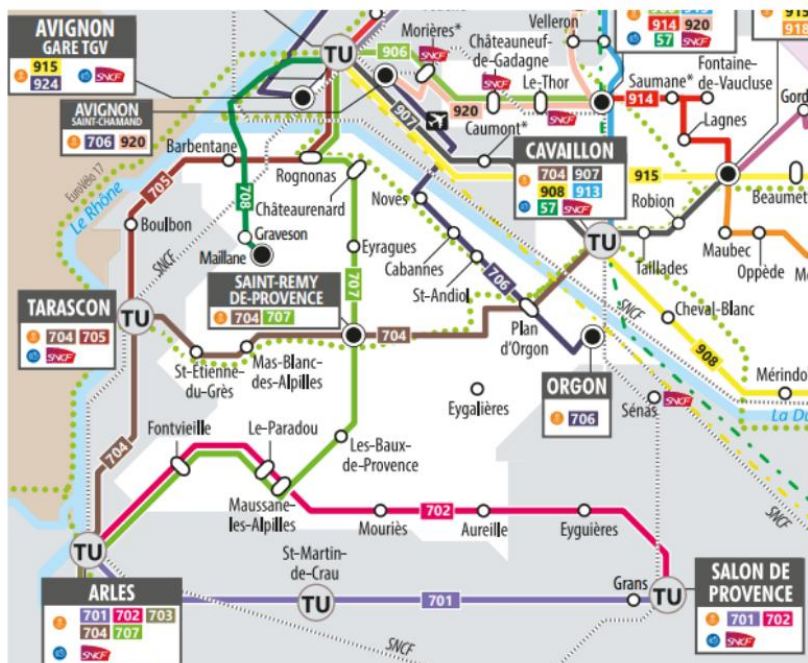 AVIGNON
GARE TGV
915
924
SNCF
AVIGNON
SAINT-CHAMAND
706 920
TU
906
Morières*
SNCF
Châteauneuf-
de-Gadagne
SNCF
Le-Thor
SNCF
920
907
Caumont*
Velleron
914 920
57 SNCF
915
918
Fontaine-
de-Vaucluse
Saumane*
914
Lagnes
Gord
CAVAILLON
704 907
908 913
57 SNCF
TU
915
Robion
Beaumet
Taillades
Maubec
Oppède
Cheval-Blanc
908
Mérindo
La Du
EuroVélo 17
Le Rhône
Barbentane
705
Rognonas
708
Châteaurenard
Boulbon
SNCF
Graveson
Maillane
Eyragues
707
Noves
Cabannes
St-Andiol
706
Plan
d'Orgon
SNCF
TARASCON
704 705
SNCF
TU
SAINT-REMY
DE-PROVENCE
704 707
704
St-Etienne-
du-Grès
Mas-Blanc-
des-Alpilles
ORGON
706
Eygalières
Sénas
SNCF
704
Fontvieille
Le-Paradou
Les-Baux-
de-Provence
Maussane-
les-Alpilles
Mouriès
702
Aureille
Eyguières
SNCF
SNCF
TU
ARLES
701 702 703
704 707
SNCF
St-Martin-
de-Crau
TU
701
Grans
TU
SALON DE
PROVENCE
701 702
SNCF
SNCF